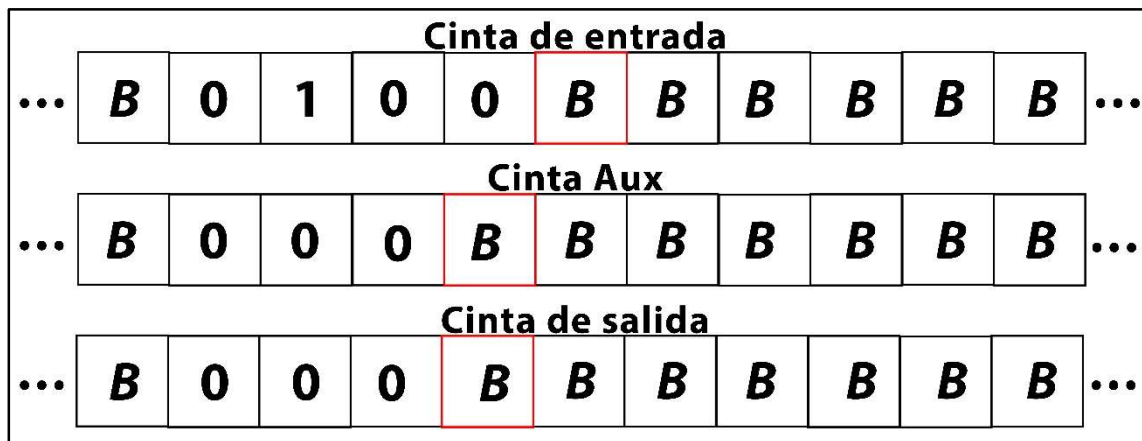 Cinta de entrada
... B 0 1 0 0 B B B B B B ...
Cinta Aux
... B 0 0 0 B B B B B B B ...
Cinta de salida
... B 0 0 0 B B B B B B B ...